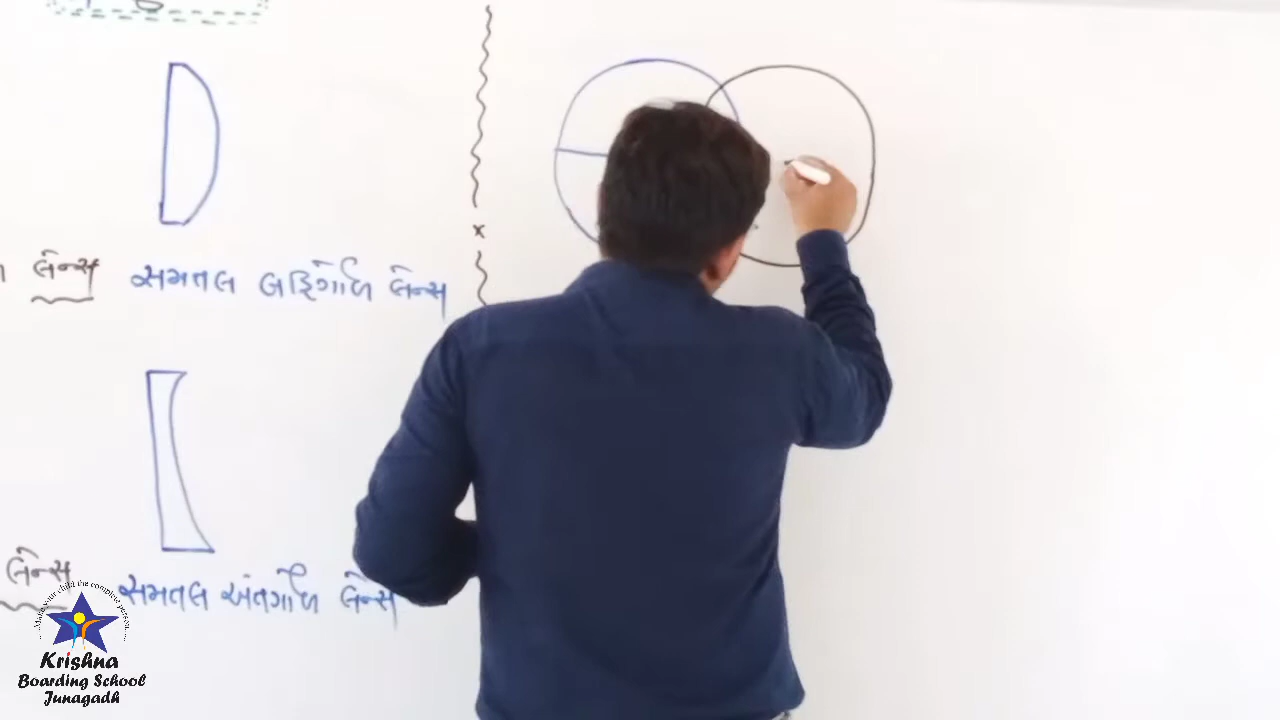 લેન્સ સમતલ બહિર્ગોળ લેન્સ
x
લેન્સ સમતલ અંતર્ગોળ લેન્સ
Krishna
Boarding School
Junagadh